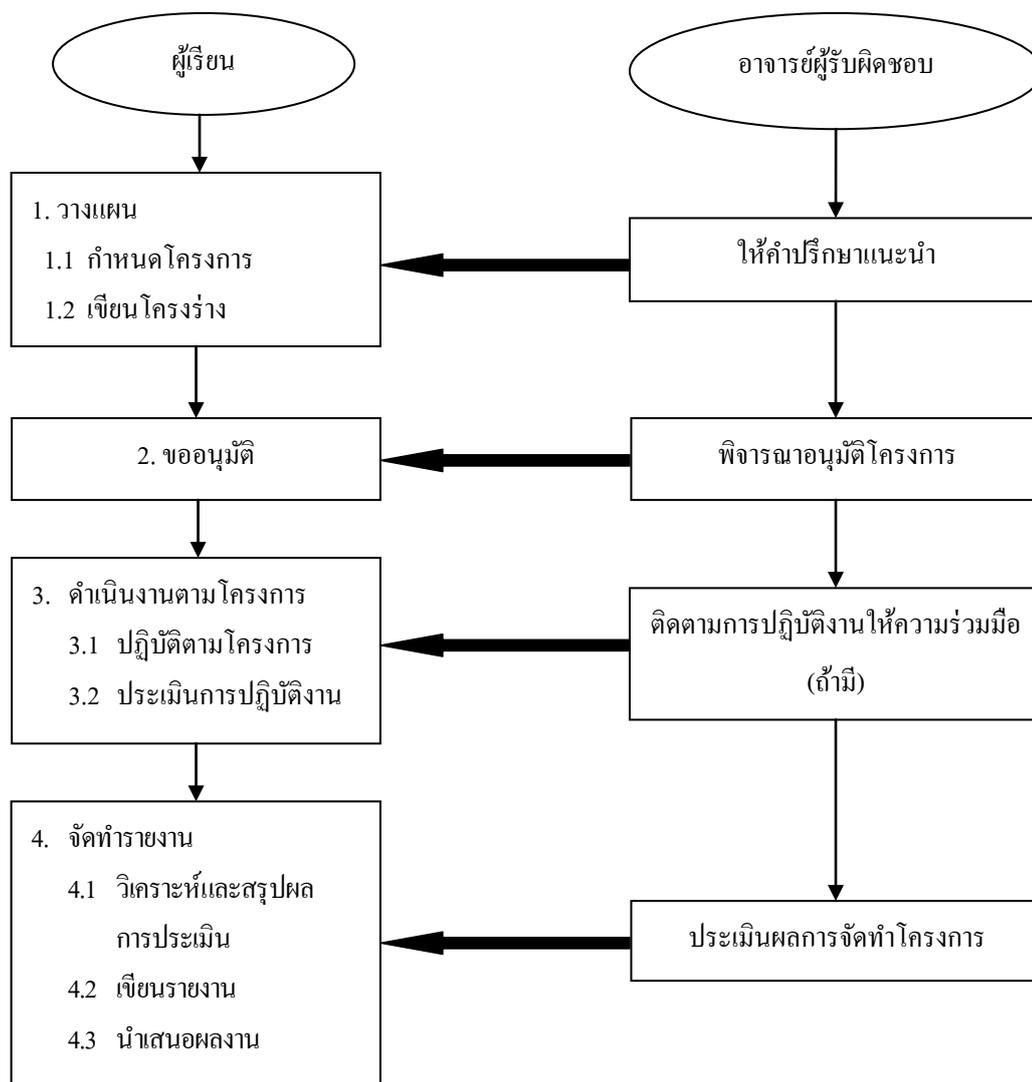 ผู้เรียน
1. วางแผน
1.1 กำหนดโครงการ
1.2 เขียนโครงร่าง
2. ขออนุมัติ
3. ดำเนินงานตามโครงการ
3.1 ปฏิบัติตามโครงการ
3.2 ประเมินการปฏิบัติงาน
4. จัดทำรายงาน
4.1 วิเคราะห์และสรุปผล
การประเมิน
4.2 เขียนรายงาน
4.3 นำเสนอผลงาน
อาจารย์ผู้รับผิดชอบ
ให้คำปรึกษาแนะนำ
พิจารณาอนุมัติโครงการ
ติดตามการปฏิบัติงานให้ความร่วมมือ
(ถ้ามี)
ประเมินผลการจัดทำโครงการ